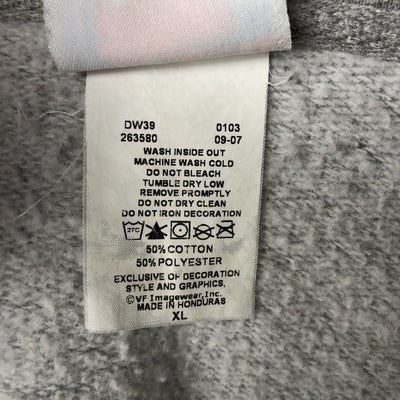 DW39 0103
263580 09-07
WASH INSIDE OUT
MACHINE WASH COLD
DO NOT BLEACH
TUMBLE DRY LOW
REMOVE PROMPTLY
DO NOT DRY CLEAN
DO NOT IRON DECORATION
27C
50% COTTON
50% POLYESTER
EXCLUSIVE OF DECORATION
STYLE AND GRAPHICS,
©VF Imagewear,Inc.
MADE IN HONDURAS
XL